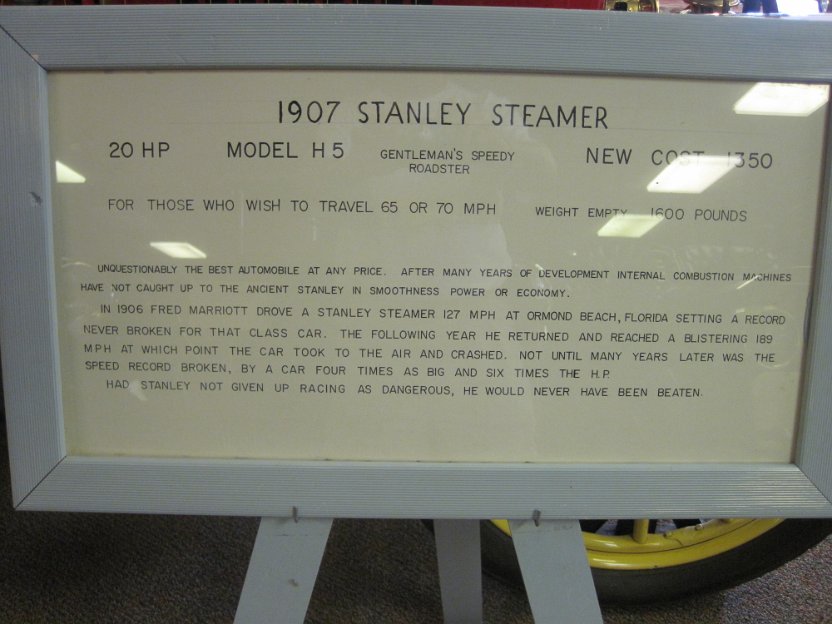 1907 STANLEY STEAMER
20 HP MODEL H5 GENTLEMAN'S SPEEDY ROADSTER NEW COST 1350
FOR THOSE WHO WISH TO TRAVEL 65 OR 70 MPH WEIGHT EMPTY 1600 POUNDS
UNQUESTIONABLY THE BEST AUTOMOBILE AT ANY PRICE. AFTER MANY YEARS OF DEVELOPMENT INTERNAL COMBUSTION MACHINES
HAVE NOT CAUGHT UP TO THE ANCIENT STANLEY IN SMOOTHNESS POWER OR ECONOMY.
IN 1906 FRED MARRIOTT DROVE A STANLEY STEAMER 127 MPH AT ORMOND BEACH, FLORIDA SETTING A RECORD
NEVER BROKEN FOR THAT CLASS CAR. THE FOLLOWING YEAR HE RETURNED AND REACHED A BLISTERING 189
MPH AT WHICH POINT THE CAR TOOK TO THE AIR AND CRASHED. NOT UNTIL MANY YEARS LATER WAS THE
SPEED RECORD BROKEN, BY A CAR FOUR TIMES AS BIG AND SIX TIMES THE H.P.
HAD STANLEY NOT GIVEN UP RACING AS DANGEROUS, HE WOULD NEVER HAVE BEEN BEATEN.